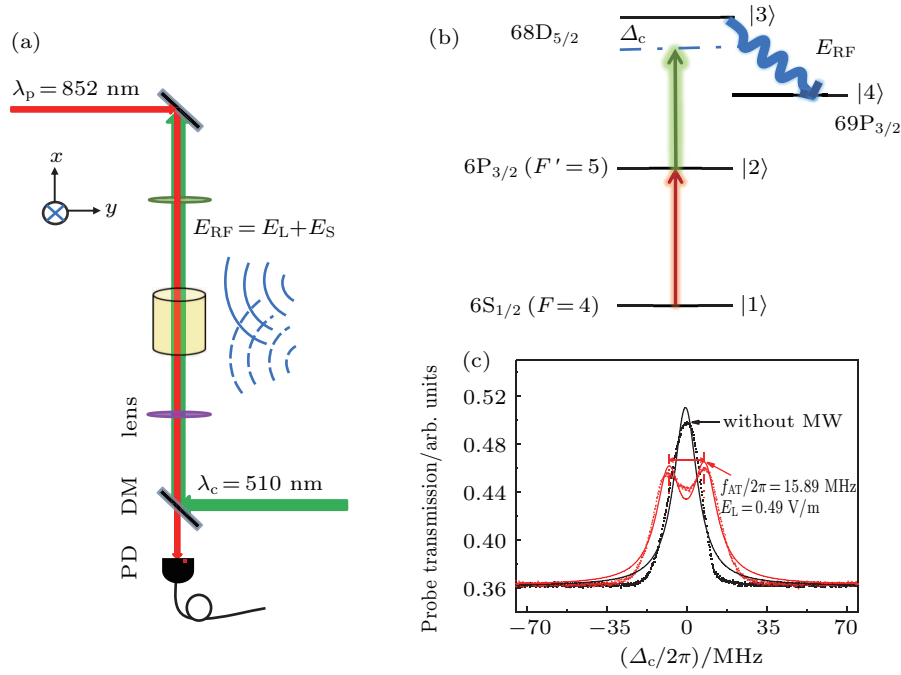 (a)
λp = 852 nm
x
y
ERF = EL + ES
lens
DM
λc = 510 nm
PD
(b)
68D5/2
Δc
|3⟩
ERF
|4⟩
69P3/2
6P3/2 (F′ = 5)
|2⟩
6S1/2 (F = 4)
|1⟩
(c)
Probe transmission/arb. units
0.52
0.48
0.44
0.40
0.36
without MW
fAT/2π = 15.89 MHz
EL = 0.49 V/m
−70
−35
0
35
70
(Δc/2π)/MHz